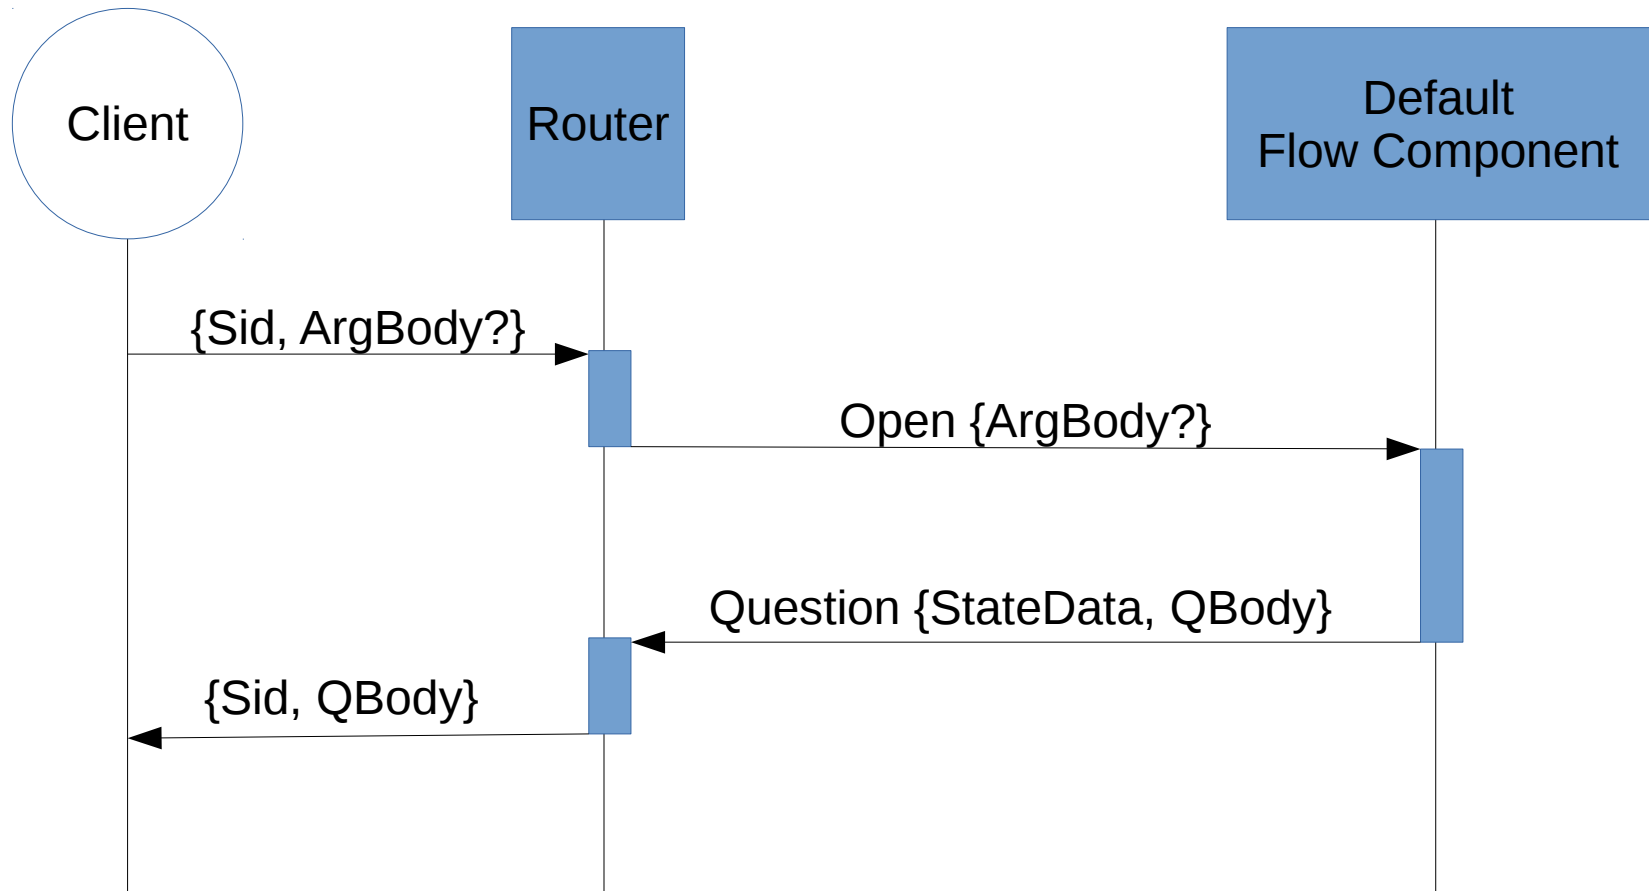 Client
Router
Default
Flow Component
{Sid, ArgBody?}
Open {ArgBody?}
Question {StateData, QBody}
{Sid, QBody}